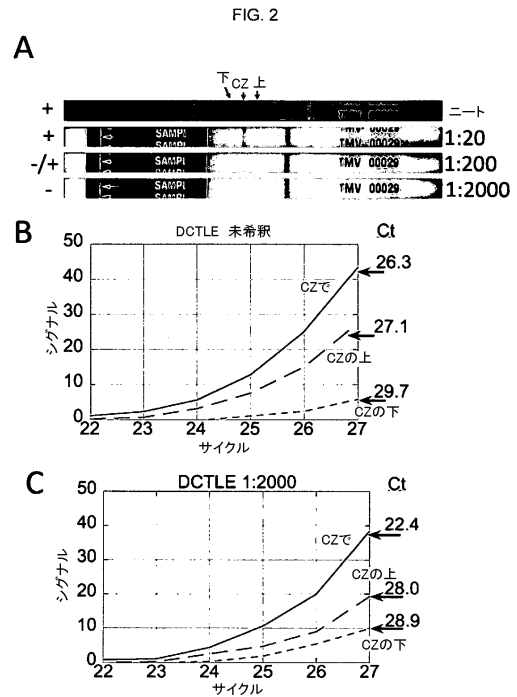 FIG. 2
A
下 CZ 上
+ ニート
+ SAMPL TMV 00029 1:20
-/+ SAMPL TMV 00029 1:200
- SAMPL TMV 00029 1:2000
B
DCTLE 未希釈
Ct
シグナル
50
40
30
20
10
0
CZで
26.3
27.1
CZの上
29.7
CZの下
22 23 24 25 26 27
サイクル
C
DCTLE 1:2000
Ct
シグナル
50
40
30
20
10
0
CZで
22.4
CZの上
28.0
28.9
CZの下
22 23 24 25 26 27
サイクル